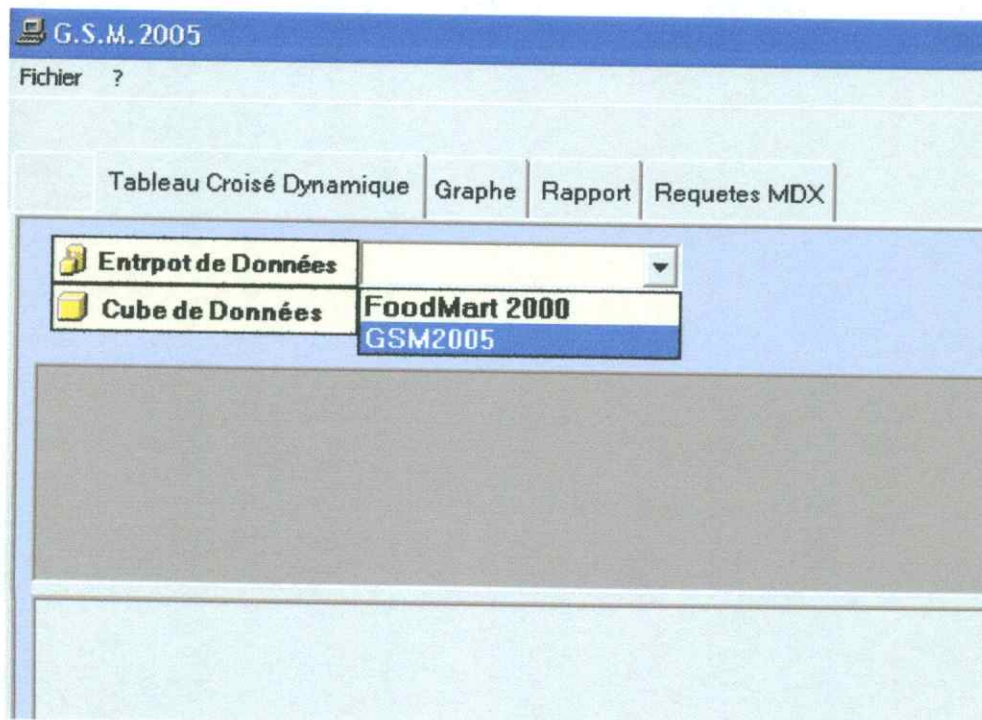 G.S.M. 2005
Fichier ?
Tableau Croisé Dynamique Graphe Rapport Requetes MDX
Entrpot de Données
Cube de Données
FoodMart 2000
GSM2005